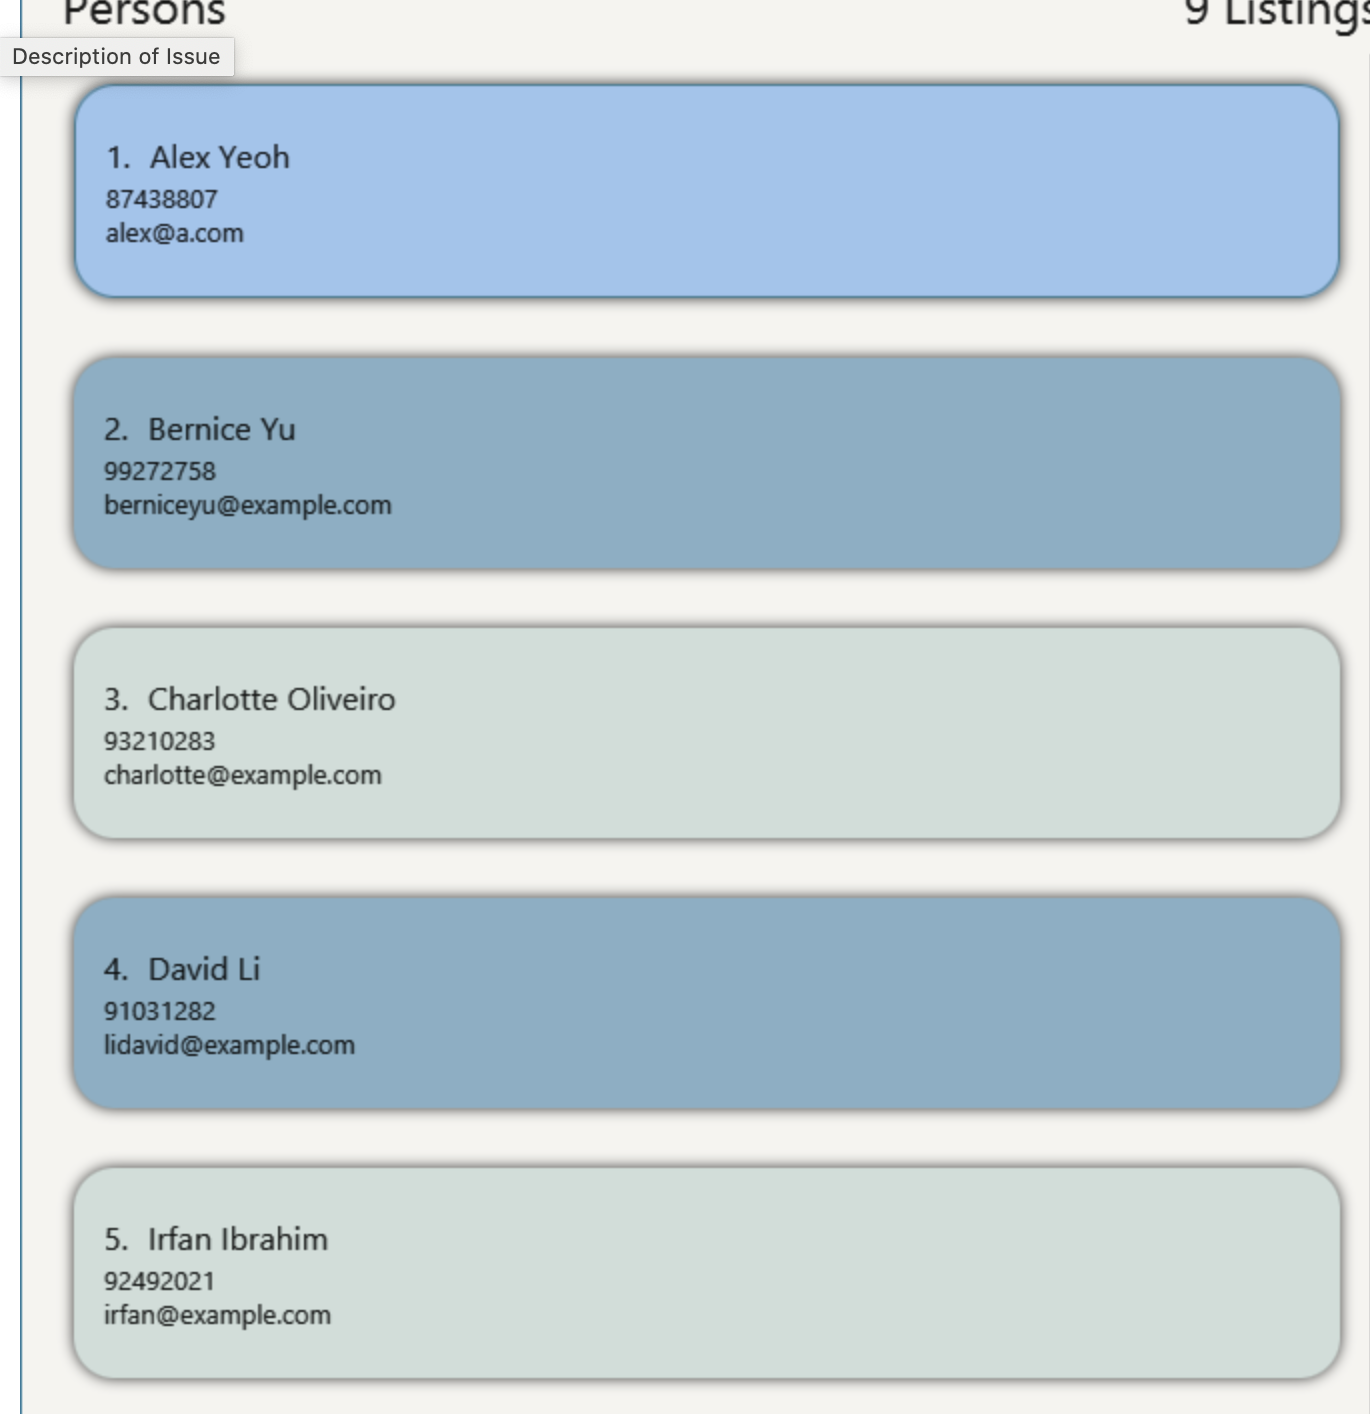 Persons
9 Listings
Description of Issue
1. Alex Yeoh
87438807
alex@a.com
2. Bernice Yu
99272758
berniceyu@example.com
3. Charlotte Oliveiro
93210283
charlotte@example.com
4. David Li
91031282
lidavid@example.com
5. Irfan Ibrahim
92492021
irfan@example.com